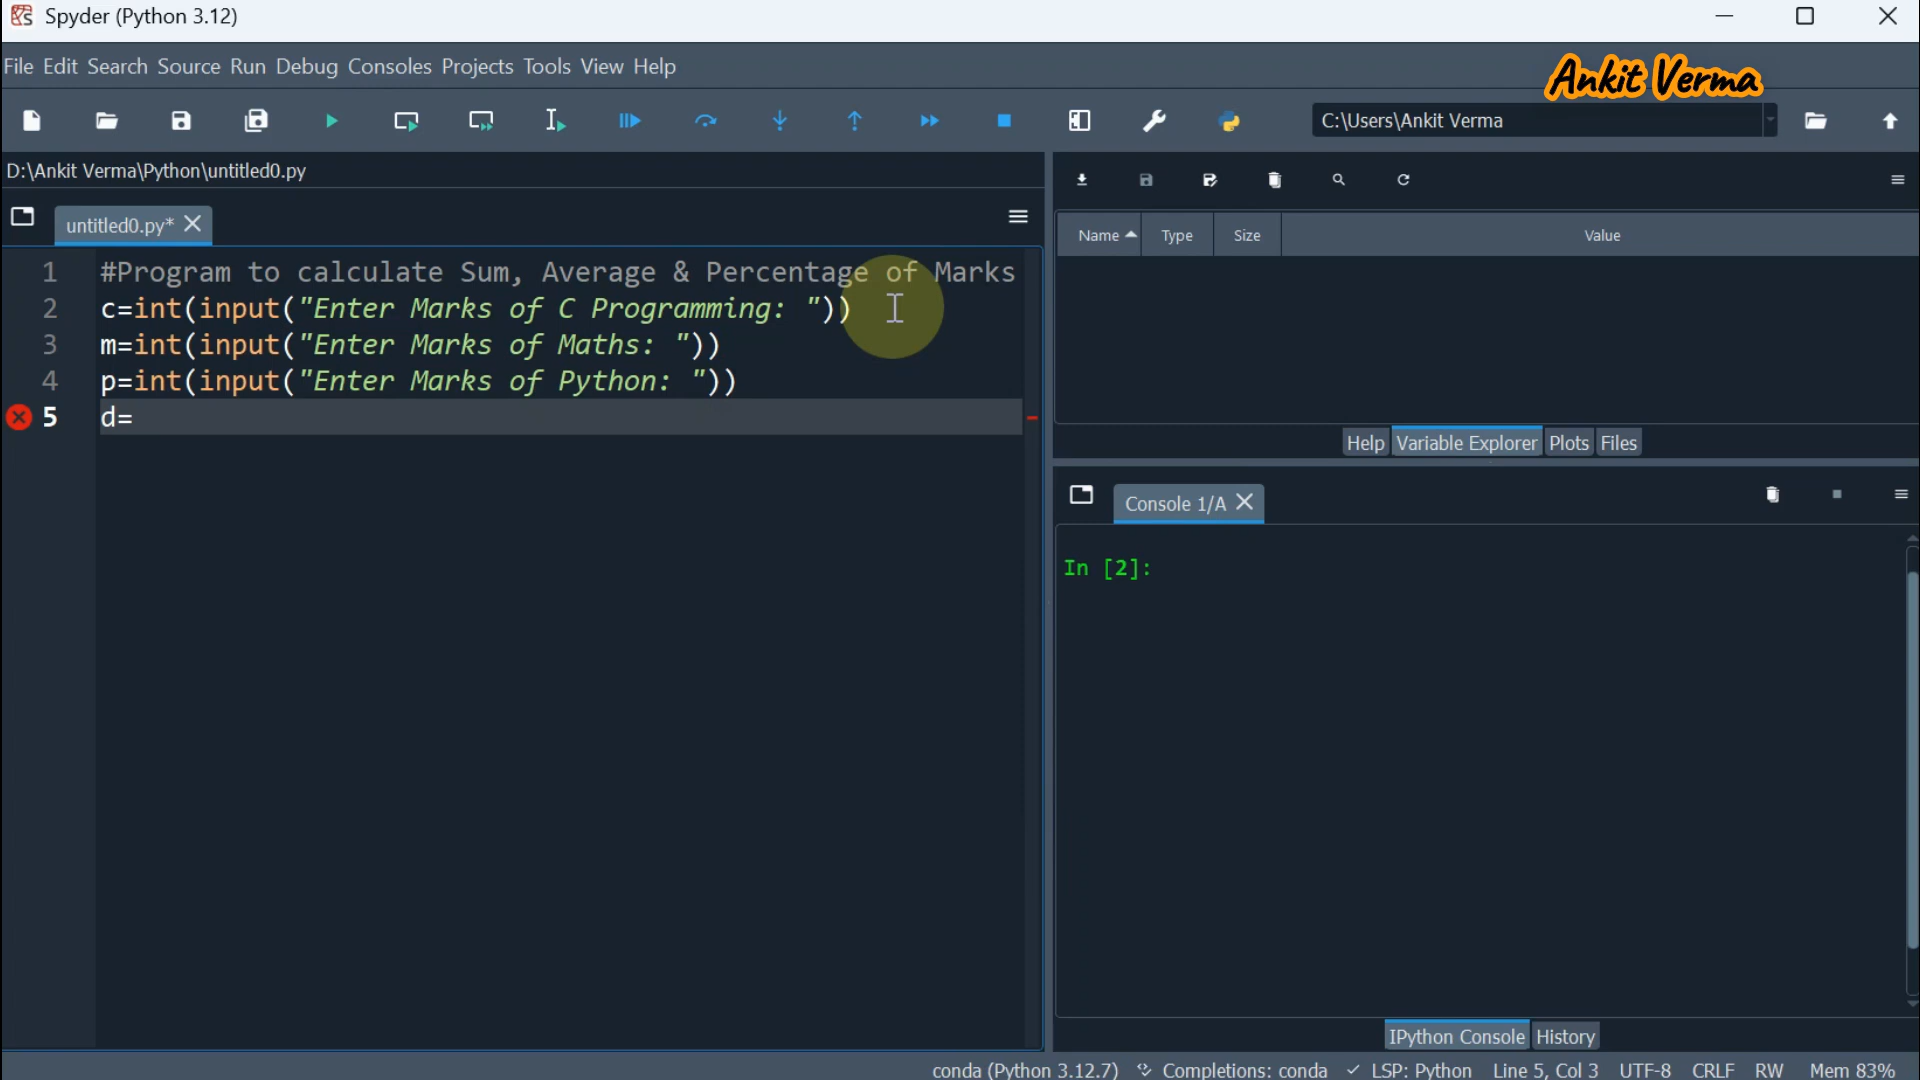 Spyder (Python 3.12)
File Edit Search Source Run Debug Consoles Projects Tools View Help
Ankit Verma
C:\Users\Ankit Verma
D:\Ankit Verma\Python\untitled0.py
untitled0.py*
1 #Program to calculate Sum, Average & Percentage of Marks
2 c=int(input("Enter Marks of C Programming: "))
3 m=int(input("Enter Marks of Maths: "))
4 p=int(input("Enter Marks of Python: "))
5 d=
Name Type Size Value
Help Variable Explorer Plots Files
Console 1/A
In [2]:
IPython Console History
conda (Python 3.12.7) Completions: conda LSP: Python Line 5, Col 3 UTF-8 CRLF RW Mem 83%